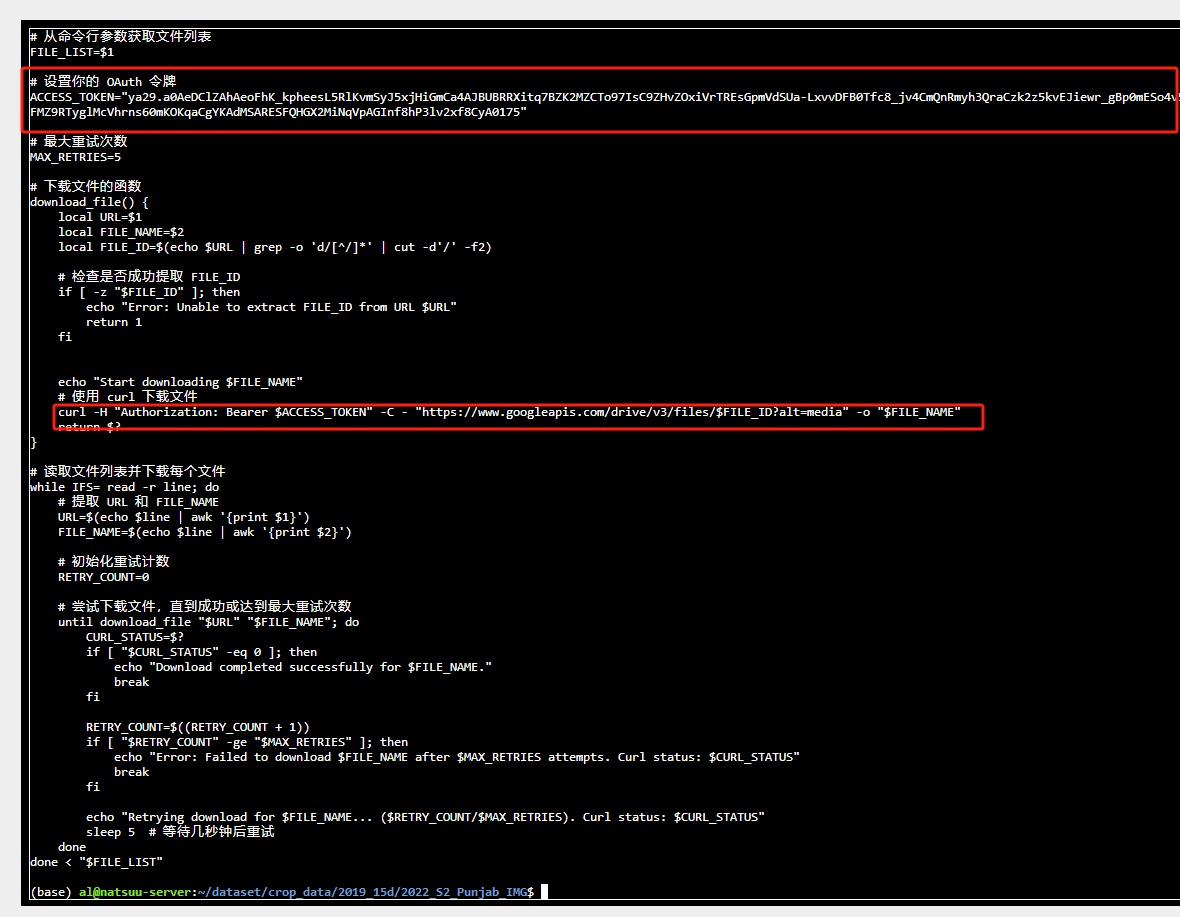 # 从命令行参数获取文件列表
FILE_LIST=$1
# 设置你的 OAuth 令牌
ACCESS_TOKEN="ya29.a0AeDClZAhAeoFhK_kpheesL5RlKvmSyJ5xjHiGmCa4AJBUBRRXitq7BZK2MZCTo97IsC9ZHvZOxiVrTREsGpmVdSUa-LxvvDFB0Tfc8_jv4CmQnRmyh3QraCzk2z5kvEJiewr_gBp0mESo4v5
FMZ9RTyglMcVhrns60mKOKqaCgYKAdMSARESFQHGX2MiNqVpAGInf8hP3lv2xf8CyA0175"
# 最大重试次数
MAX_RETRIES=5
# 下载文件的函数
download_file() {
    local URL=$1
    local FILE_NAME=$2
    local FILE_ID=$(echo $URL | grep -o 'd/[^/]*' | cut -d'/' -f2)
    # 检查是否成功提取 FILE_ID
    if [ -z "$FILE_ID" ]; then
        echo "Error: Unable to extract FILE_ID from URL $URL"
        return 1
    fi
    echo "Start downloading $FILE_NAME"
    # 使用 curl 下载文件
    curl -H "Authorization: Bearer $ACCESS_TOKEN" -C - "https://www.googleapis.com/drive/v3/files/$FILE_ID?alt=media" -o "$FILE_NAME"
    return $?
}
# 读取文件列表并下载每个文件
while IFS= read -r line; do
    # 提取 URL 和 FILE_NAME
    URL=$(echo $line | awk '{print $1}')
    FILE_NAME=$(echo $line | awk '{print $2}')
    # 初始化重试计数
    RETRY_COUNT=0
    # 尝试下载文件，直到成功或达到最大重试次数
    until download_file "$URL" "$FILE_NAME"; do
        CURL_STATUS=$?
        if [ "$CURL_STATUS" -eq 0 ]; then
            echo "Download completed successfully for $FILE_NAME."
            break
        fi
        RETRY_COUNT=$((RETRY_COUNT + 1))
        if [ "$RETRY_COUNT" -ge "$MAX_RETRIES" ]; then
            echo "Error: Failed to download $FILE_NAME after $MAX_RETRIES attempts. Curl status: $CURL_STATUS"
            break
        fi
        echo "Retrying download for $FILE_NAME... ($RETRY_COUNT/$MAX_RETRIES). Curl status: $CURL_STATUS"
        sleep 5  # 等待几秒钟后重试
    done
done < "$FILE_LIST"
(base) al@natsuu-server:~/dataset/crop_data/2019_15d/2022_S2_Punjab_IMG$